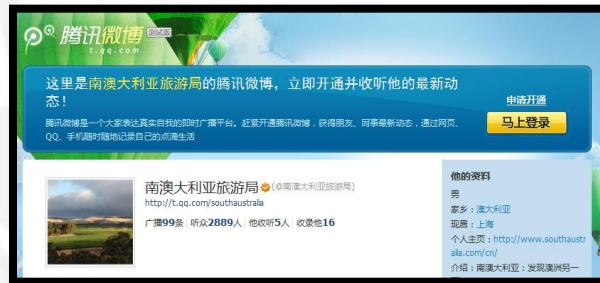 腾讯微博 测试版
t.qq.com
这里是南澳大利亚旅游局的腾讯微博，立即开通并收听他的最新动
态！
腾讯微博是一个大家表达真实自我的即时广播平台。赶紧开通腾讯微博，获得朋友、同事最新动态，通过网页、
QQ、手机随时随地记录自己的点滴生活
申请开通
马上登录
南澳大利亚旅游局 (@南澳大利亚旅游局)
http://t.qq.com/southaustralia
广播99条 听众2889人 他收听5人 收录他16
他的资料
男
家乡：澳大利亚
现居：上海
个人主页：http://www.southaustr
alia.com/cn/
介绍：南澳大利亚：发现澳洲另一